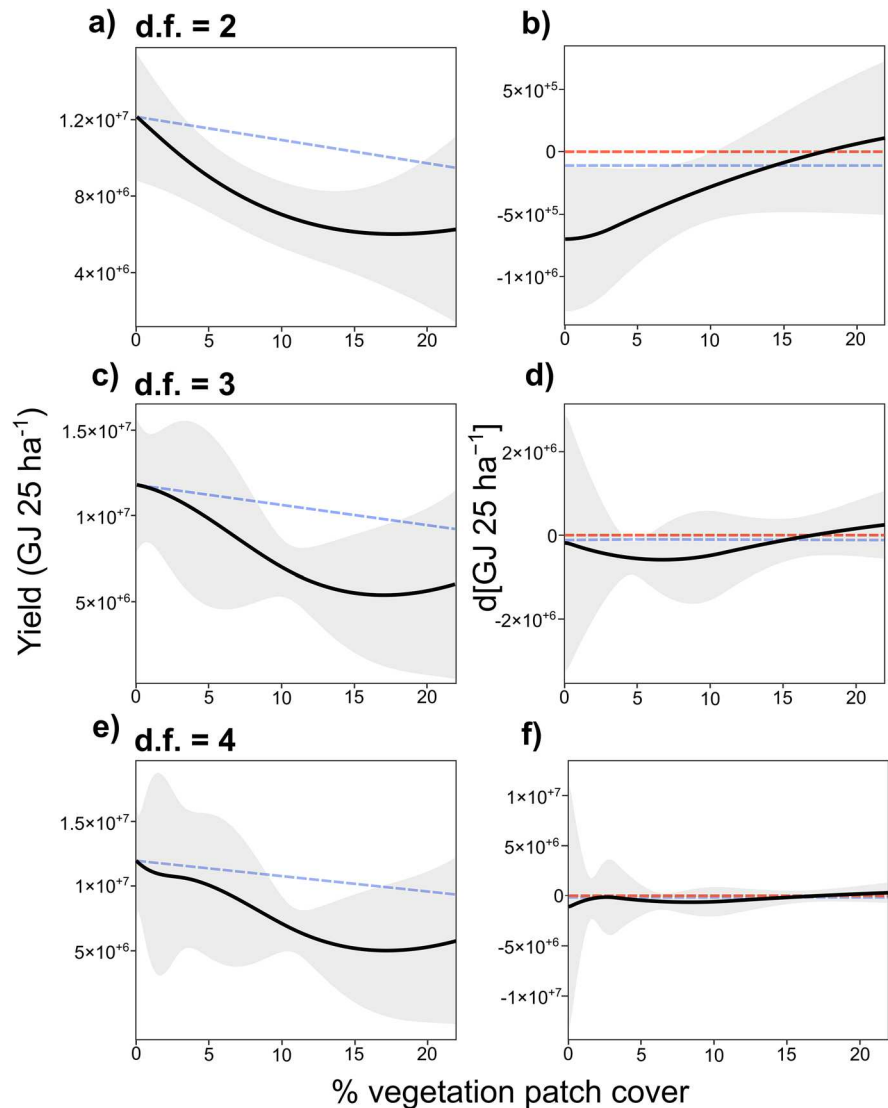 a) d.f. = 2
b)
1.2×10⁺⁷
8×10⁺⁶
4×10⁺⁶
0 5 10 15 20
5×10⁺⁵
0
-5×10⁺⁵
-1×10⁺⁶
0 5 10 15 20
c) d.f. = 3
d)
1.5×10⁺⁷
1×10⁺⁷
5×10⁺⁶
0 5 10 15 20
2×10⁺⁶
0
-2×10⁺⁶
0 5 10 15 20
Yield (GJ 25 ha⁻¹)
d[GJ 25 ha⁻¹]
e) d.f. = 4
f)
1.5×10⁺⁷
1×10⁺⁷
5×10⁺⁶
0 5 10 15 20
1×10⁺⁷
5×10⁺⁶
0
-5×10⁺⁶
-1×10⁺⁷
0 5 10 15 20
% vegetation patch cover